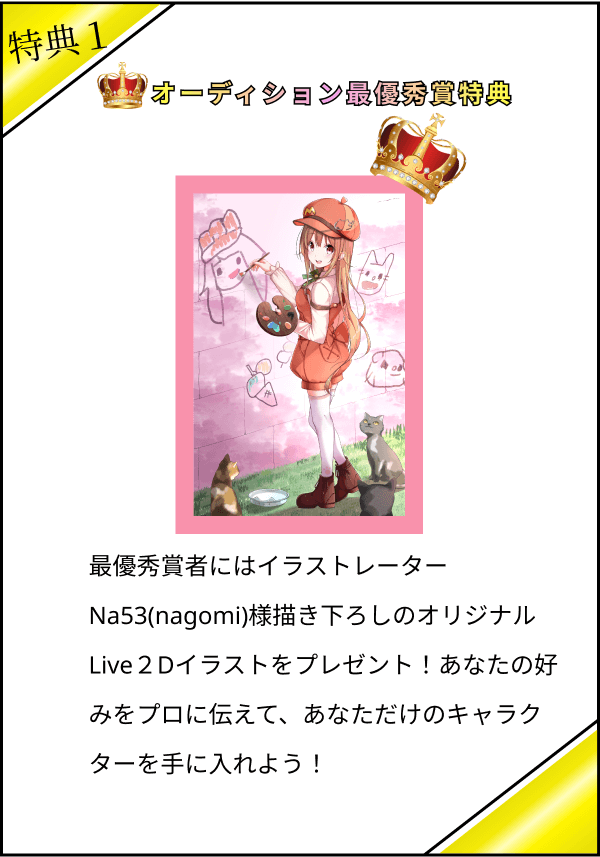 特典１
オーディション最優秀賞特典
最優秀賞者にはイラストレーター
Na53(nagomi)様描き下ろしのオリジナル
Live２Dイラストをプレゼント！あなたの好
みをプロに伝えて、あなただけのキャラク
ターを手に入れよう！